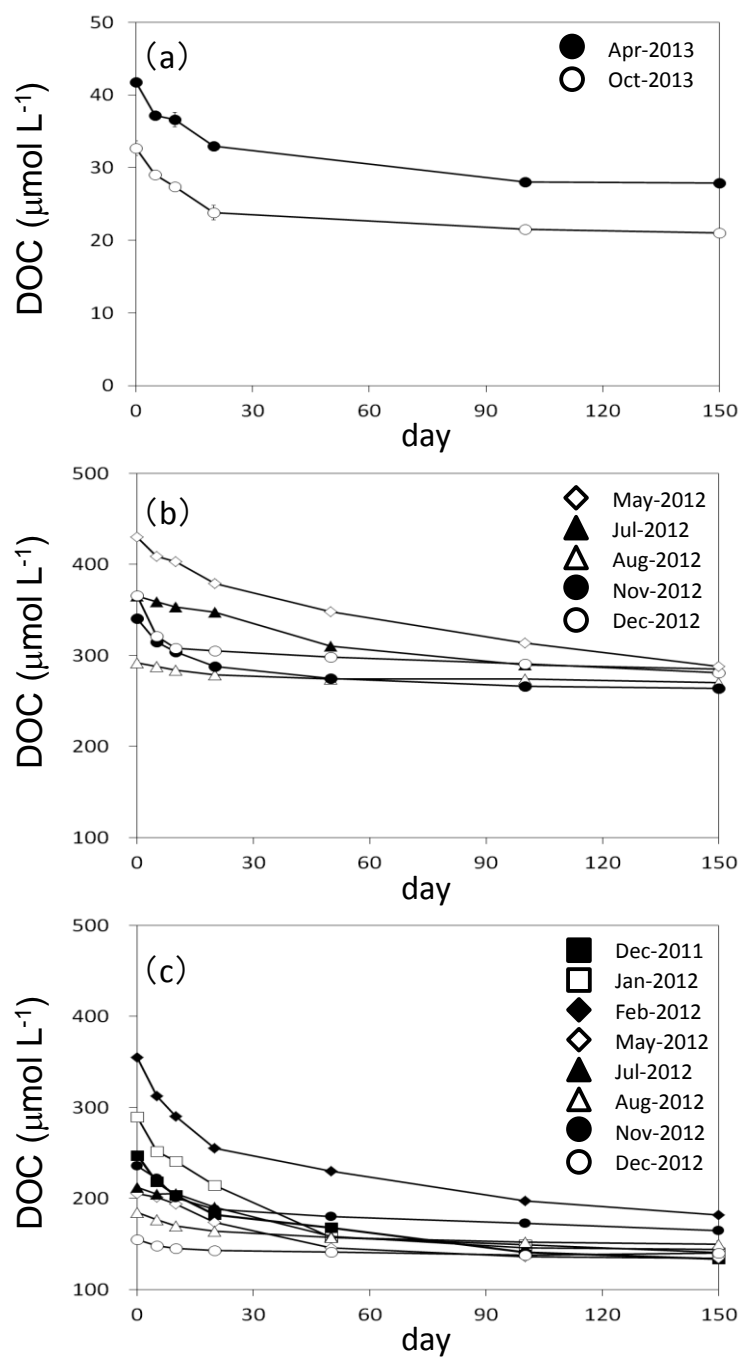 50
(a)
Apr-2013
Oct-2013
40
30
20
10
0
DOC (μmol L-1)
0 30 60 90 120 150
day
500
(b)
May-2012
Jul-2012
Aug-2012
Nov-2012
Dec-2012
400
300
200
100
DOC (μmol L-1)
0 30 60 90 120 150
day
500
(c)
Dec-2011
Jan-2012
Feb-2012
May-2012
Jul-2012
Aug-2012
Nov-2012
Dec-2012
400
300
200
100
DOC (μmol L-1)
0 30 60 90 120 150
day